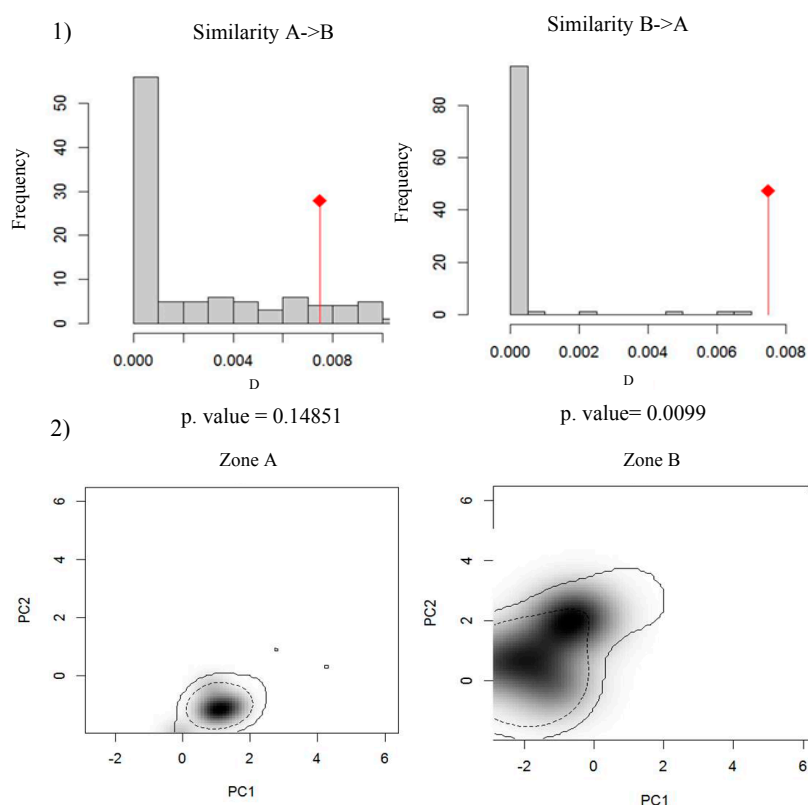 1)
Similarity A->B
Similarity B->A
Frequency
50
40
30
20
10
0
0.000
0.004
0.008
D
Frequency
80
60
40
20
0
0.000
0.002
0.004
0.006
0.008
D
p. value = 0.14851
p. value= 0.0099
2)
Zone A
Zone B
PC2
6
4
2
0
-2
0
2
4
6
PC1
PC2
6
4
2
0
-2
0
2
4
6
PC1